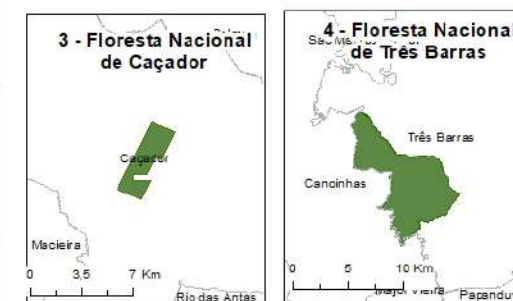 3 - Floresta Nacional
de Caçador
Caçador
Macieira
0 3,5 7 Km
Rio das Antas
4 - Floresta Nacional
de Três Barras
Três Barras
Canoinhas
0 5 10 Km
Major Vieira